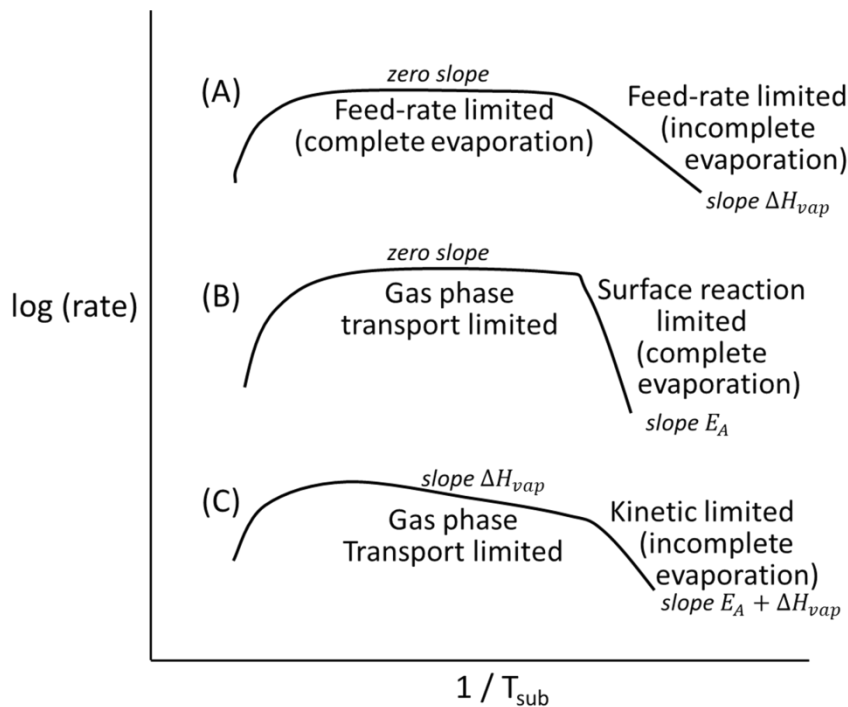 zero slope
(A)
Feed-rate limited
(complete evaporation)
Feed-rate limited
(incomplete
evaporation)
slope ΔH_vap
zero slope
(B)
Gas phase
transport limited
Surface reaction
limited
(complete
evaporation)
slope E_A
log (rate)
slope ΔH_vap
(C)
Gas phase
Transport limited
Kinetic limited
(incomplete
evaporation)
slope E_A + ΔH_vap
1 / T_sub